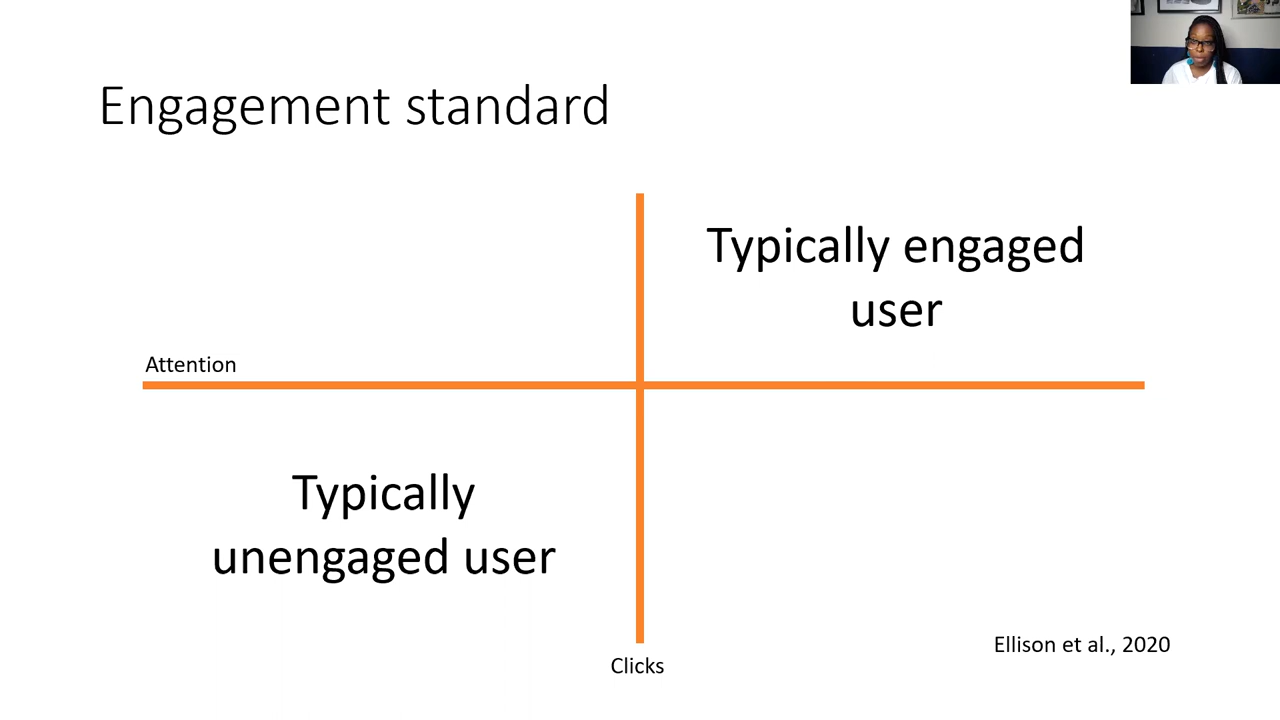 Engagement standard
Typically engaged
user
Attention
Typically
unengaged user
Ellison et al., 2020
Clicks